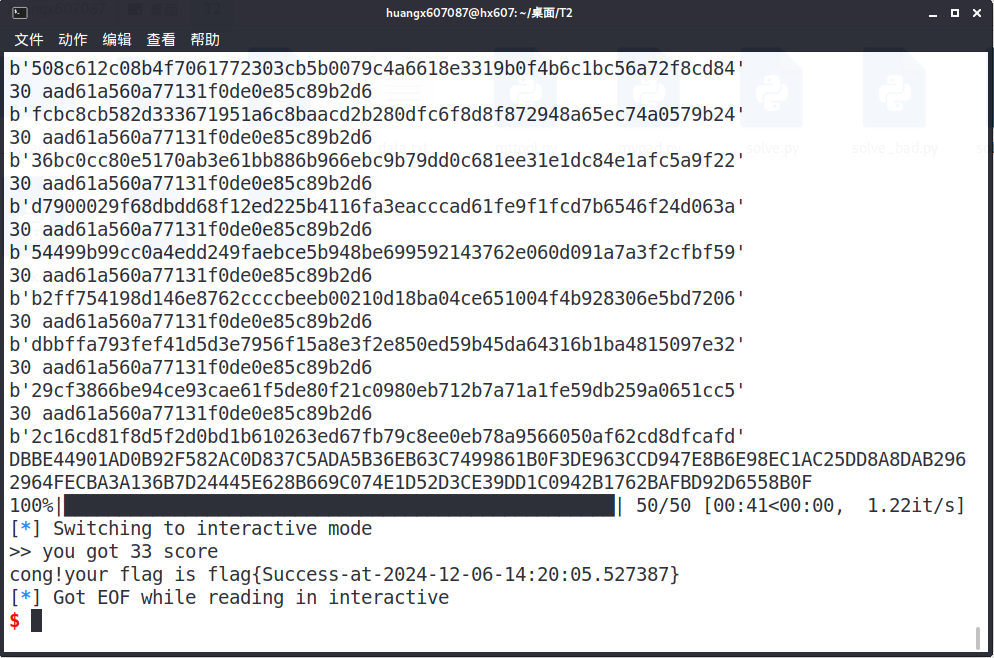 huangx607087@hx607: ~/桌面/T2
文件 动作 编辑 查看 帮助
b'508c612c08b4f7061772303cb5b0079c4a6618e3319b0f4b6c1bc56a72f8cd84'
30 aad61a560a77131f0de0e85c89b2d6
b'fcbc8cb582d333671951a6c8baacd2b280dfc6f8d8f872948a65ec74a0579b24'
30 aad61a560a77131f0de0e85c89b2d6
b'36bc0cc80e5170ab3e61bb886b966ebc9b79dd0c681ee31e1dc84e1afc5a9f22'
30 aad61a560a77131f0de0e85c89b2d6
b'd7900029f68dbdd68f12ed225b4116fa3eacccad61fe9f1fcd7b6546f24d063a'
30 aad61a560a77131f0de0e85c89b2d6
b'54499b99cc0a4edd249faebce5b948be699592143762e060d091a7a3f2cfbf59'
30 aad61a560a77131f0de0e85c89b2d6
b'b2ff754198d146e8762ccccbeeb00210d18ba04ce651004f4b928306e5bd7206'
30 aad61a560a77131f0de0e85c89b2d6
b'dbbffa793fef41d5d3e7956f15a8e3f2e850ed59b45da64316b1ba4815097e32'
30 aad61a560a77131f0de0e85c89b2d6
b'29cf3866be94ce93cae61f5de80f21c0980eb712b7a71a1fe59db259a0651cc5'
30 aad61a560a77131f0de0e85c89b2d6
b'2c16cd81f8d5f2d0bd1b610263ed67fb79c8ee0eb78a9566050af62cd8dfcafd'
DBBE44901AD0B92F582AC0D837C5ADA5B36EB63C7499861B0F3DE963CCD947E8B6E98EC1AC25DD8A8DAB296
2964FECBA3A136B7D24445E628B669C074E1D52D3CE39DD1C0942B1762BAFBD92D6558B0F
100%| | 50/50 [00:41<00:00, 1.22it/s]
[*] Switching to interactive mode
>> you got 33 score
cong!your flag is flag{Success-at-2024-12-06-14:20:05.527387}
[*] Got EOF while reading in interactive
$
solve.py
solve_bad.py